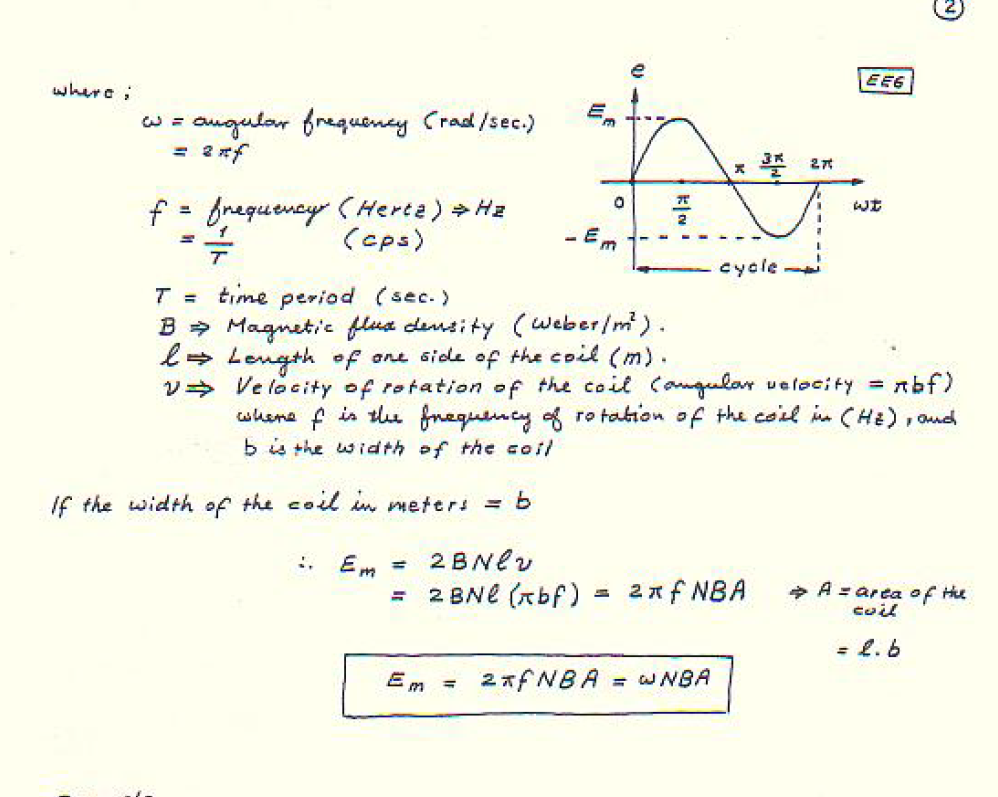 2
EE6
where ;
ω = angular frequency (rad/sec.)
= 2πf
f = frequency (Hertz) ⇒ Hz
= 1/T (cps)
e
E_m
π
3π/2
2π
0
π/2
ωt
- E_m
cycle
T = time period (sec.)
B ⇒ Magnetic flux density (weber/m²).
l ⇒ Length of one side of the coil (m).
v ⇒ Velocity of rotation of the coil (angular velocity = πbf)
where f is the frequency of rotation of the coil in (Hz), and
b is the width of the coil
If the width of the coil in meters = b
∴ E_m = 2BNlv
= 2BNl (πbf) = 2πf NBA ⇒ A = area of the
coil
= l.b
E_m = 2πfNBA = ωNBA